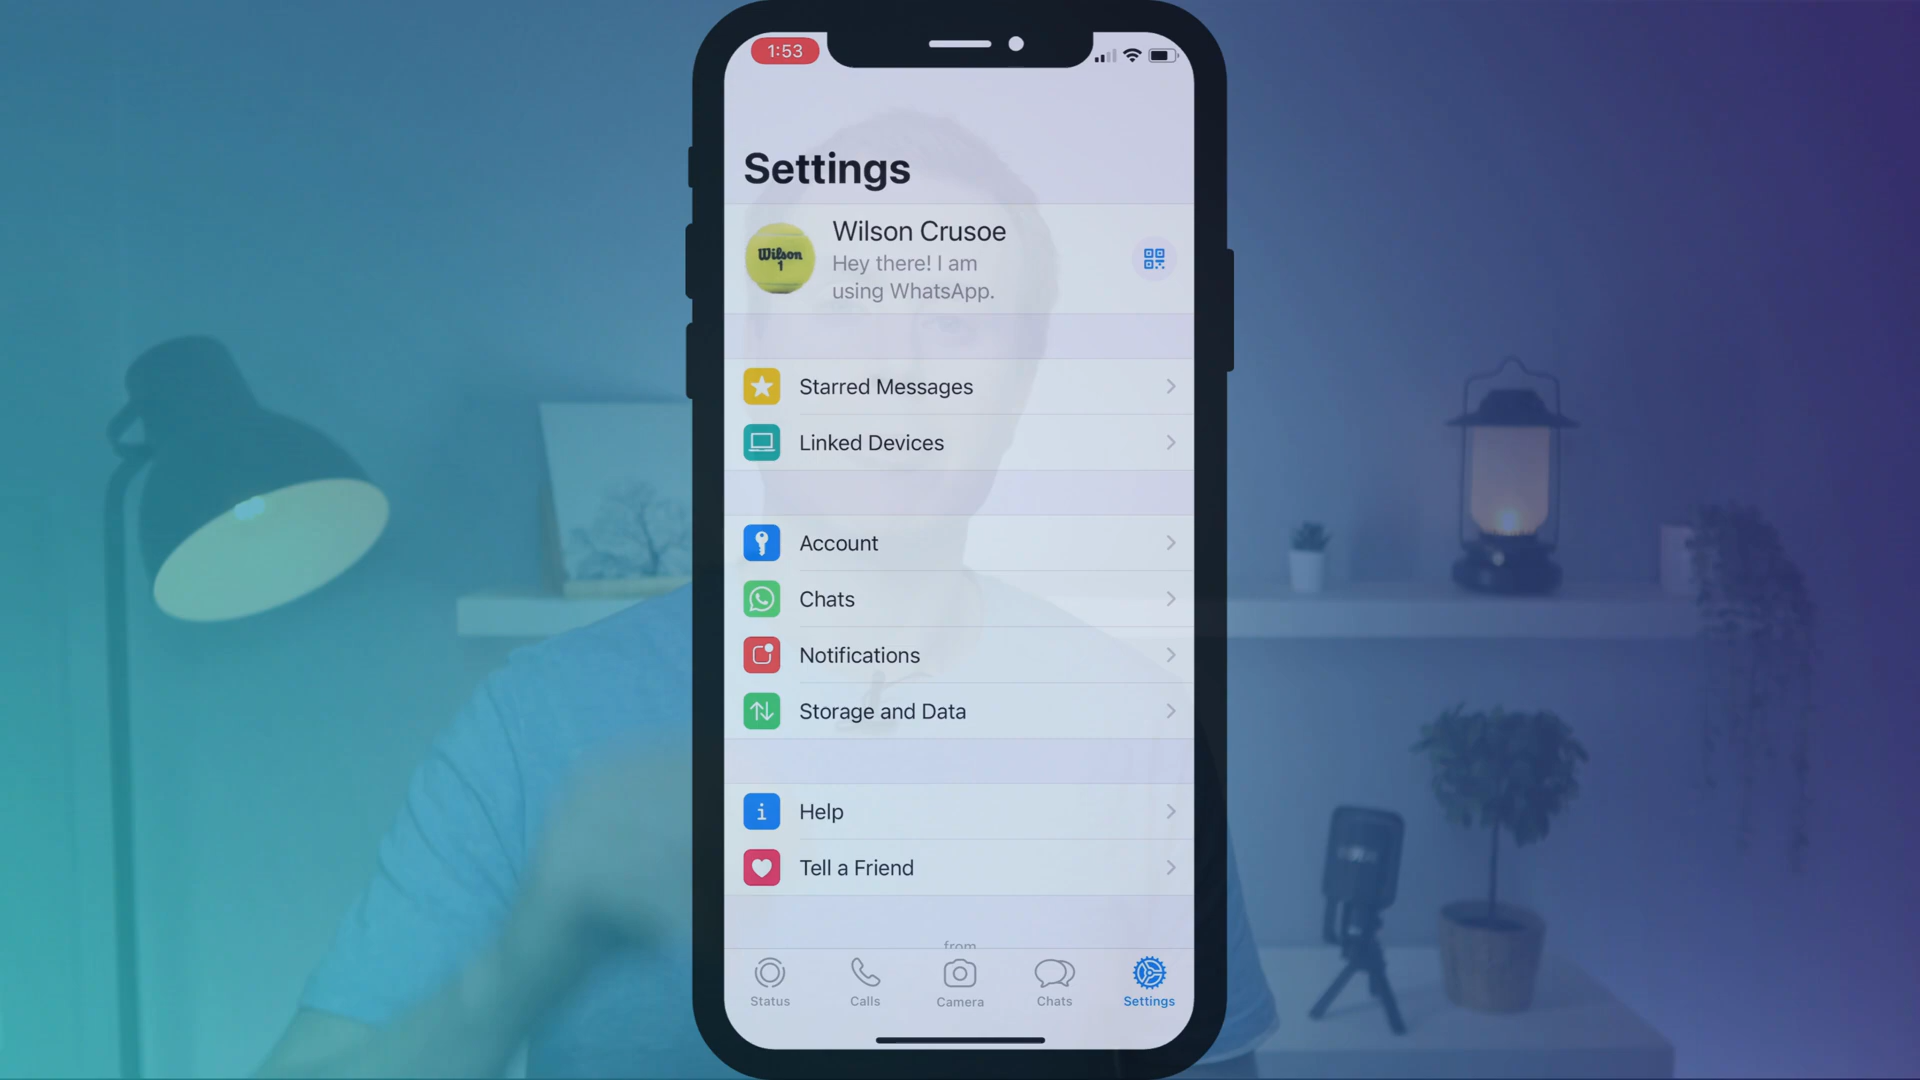 1:53
Settings
Wilson Crusoe
Wilson
1
Hey there! I am
using WhatsApp.
Starred Messages
Linked Devices
Account
Chats
Notifications
Storage and Data
Help
Tell a Friend
from
Status
Calls
Camera
Chats
Settings